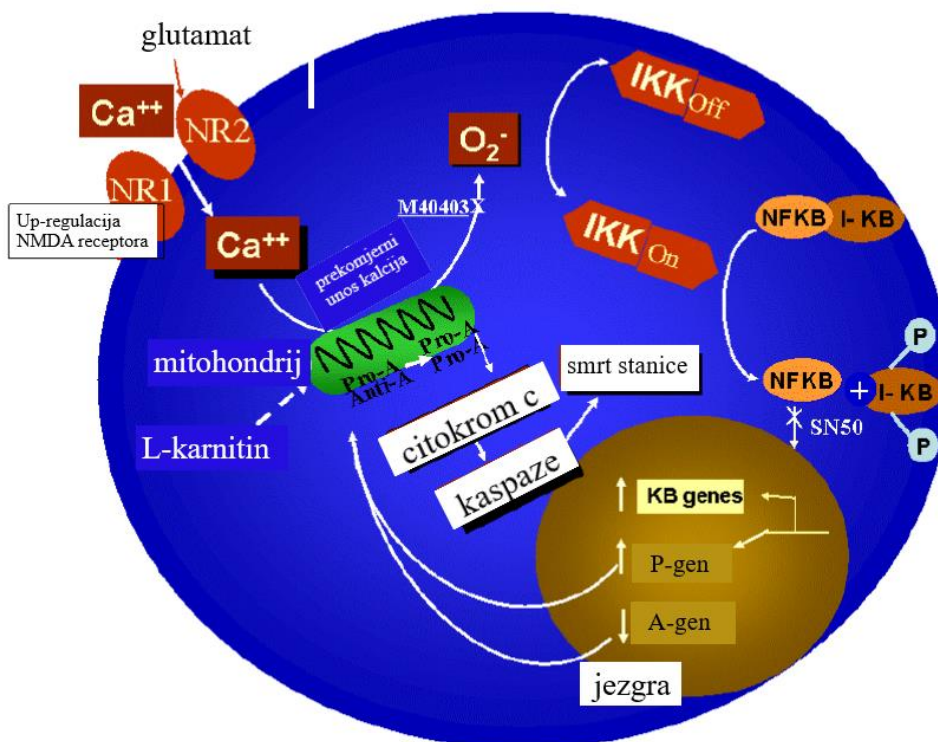 glutamat
Ca++
NR2
NR1
Up-regulacija
NMDA receptora
Ca++
prekomjerni
unos kalcija
O2-
M40403
X
IKK Off
IKK On
NFKB
I- KB
mitohondrij
Pro-A
Anti-A
Pro-A
Pro-A
L-karnitin
citokrom c
kaspaze
smrt stanice
NFKB
+
I- KB
P
P
X
SN50
KB genes
P-gen
A-gen
jezgra